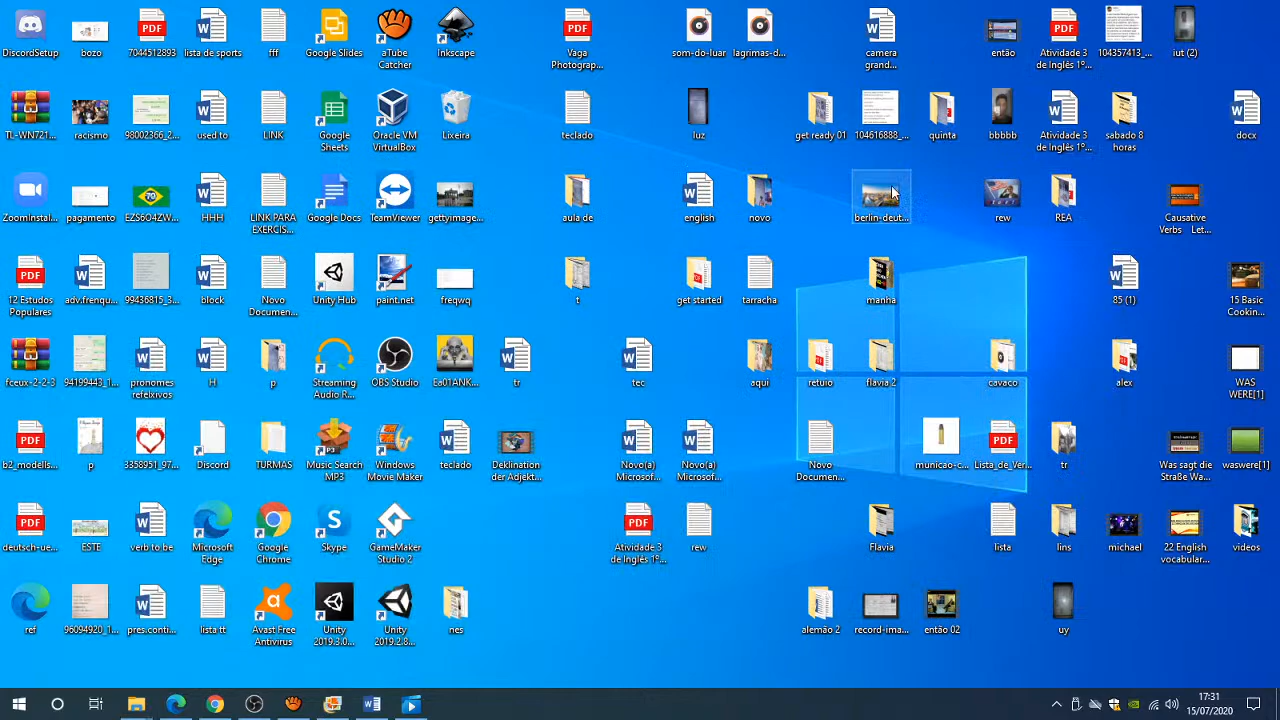 DiscordSetup
bozo
7044512893
lista de sports
fff
Google Slides
aTube
Catcher
Inkscape
Vaga
Photograp...
som-do-luar
lagrimas-d...
camera
grand...
então
Atividade 3
de Inglês 1º...
104357413_...
iut (2)
TL-WN721...
racismo
98002366_2...
used to
LINK
Google
Sheets
Oracle VM
VirtualBox
Lixeira
teclado
luz
get ready 01
104616888_...
quinta
bbbbb
Atividade 3
de Inglês 1º...
sabado 8
horas
docx
ZoomInstal...
pagamento
EZS6O4ZW...
HHH
LINK PARA
EXERCÍS...
Google Docs
TeamViewer
gettyimage...
aula de
english
novo
berlin-deut...
rew
REA
Causative
Verbs _ Let...
12 Estudos
Populares
adv.frenqu...
99436815_3...
block
Novo
Documen...
Unity Hub
paint.net
freqwq
t
get started
tarracha
manha
85 (1)
15 Basic
Cookin...
fceux-2-2-3
94199443_1...
pronomes
refelxivos
H
p
Streaming
Audio R...
OBS Studio
Ea01ANK...
tr
tec
aqui
retuio
flavia 2
cavaco
alex
WAS
WERE[1]
b2_modells...
p
3358951_97...
Discord
TURMAS
Music Search
MP3
Windows
Movie Maker
teclado
Deklination
der Adjekt...
Novo(a)
Microsof...
Novo(a)
Microsof...
Novo
Documen...
municao-c...
Lista_de_Ver...
tr
Was sagt die
Straße Wa...
waswere[1]
deutsch-ue...
ESTE
verb to be
Microsoft
Edge
Google
Chrome
Skype
GameMaker
Studio 2
Atividade 3
de Inglês 1º...
rew
Flavia
lista
lins
michael
22 English
vocabular...
videos
ref
96094920_1...
pres.conti...
lista tt
Avast Free
Antivirus
Unity
2019.3.0...
Unity
2019.2.8...
nes
alemão 2
record-ima...
então 02
uy
17:31
15/07/2020